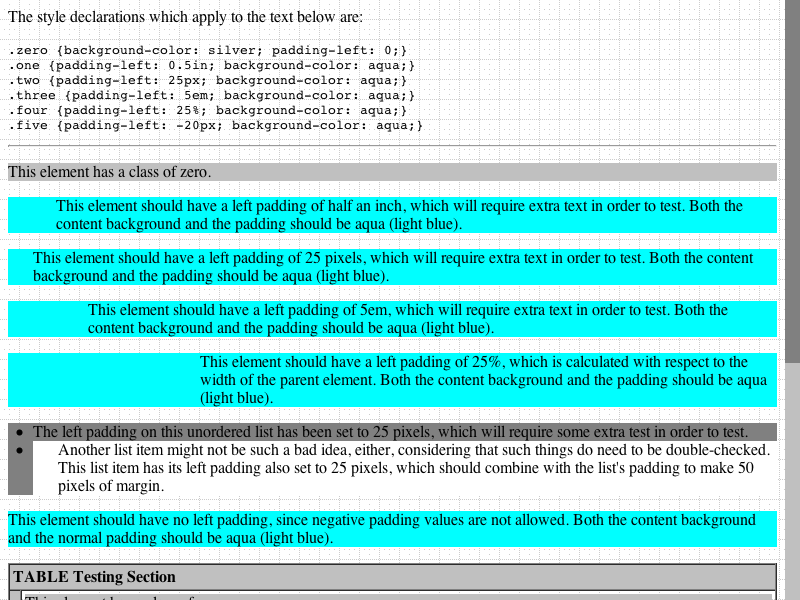 The style declarations which apply to the text below are:
.zero {background-color: silver; padding-left: 0;}
.one {padding-left: 0.5in; background-color: aqua;}
.two {padding-left: 25px; background-color: aqua;}
.three {padding-left: 5em; background-color: aqua;}
.four {padding-left: 25%; background-color: aqua;}
.five {padding-left: -20px; background-color: aqua;}
This element has a class of zero.
This element should have a left padding of half an inch, which will require extra text in order to test. Both the
content background and the padding should be aqua (light blue).
This element should have a left padding of 25 pixels, which will require extra text in order to test. Both the content
background and the padding should be aqua (light blue).
This element should have a left padding of 5em, which will require extra text in order to test. Both the
content background and the padding should be aqua (light blue).
This element should have a left padding of 25%, which is calculated with respect to the
width of the parent element. Both the content background and the padding should be aqua
(light blue).
• The left padding on this unordered list has been set to 25 pixels, which will require some extra test in order to test.
• Another list item might not be such a bad idea, either, considering that such things do need to be double-checked.
This list item has its left padding also set to 25 pixels, which should combine with the list's padding to make 50
pixels of margin.
This element should have no left padding, since negative padding values are not allowed. Both the content background
and the normal padding should be aqua (light blue).
TABLE Testing Section